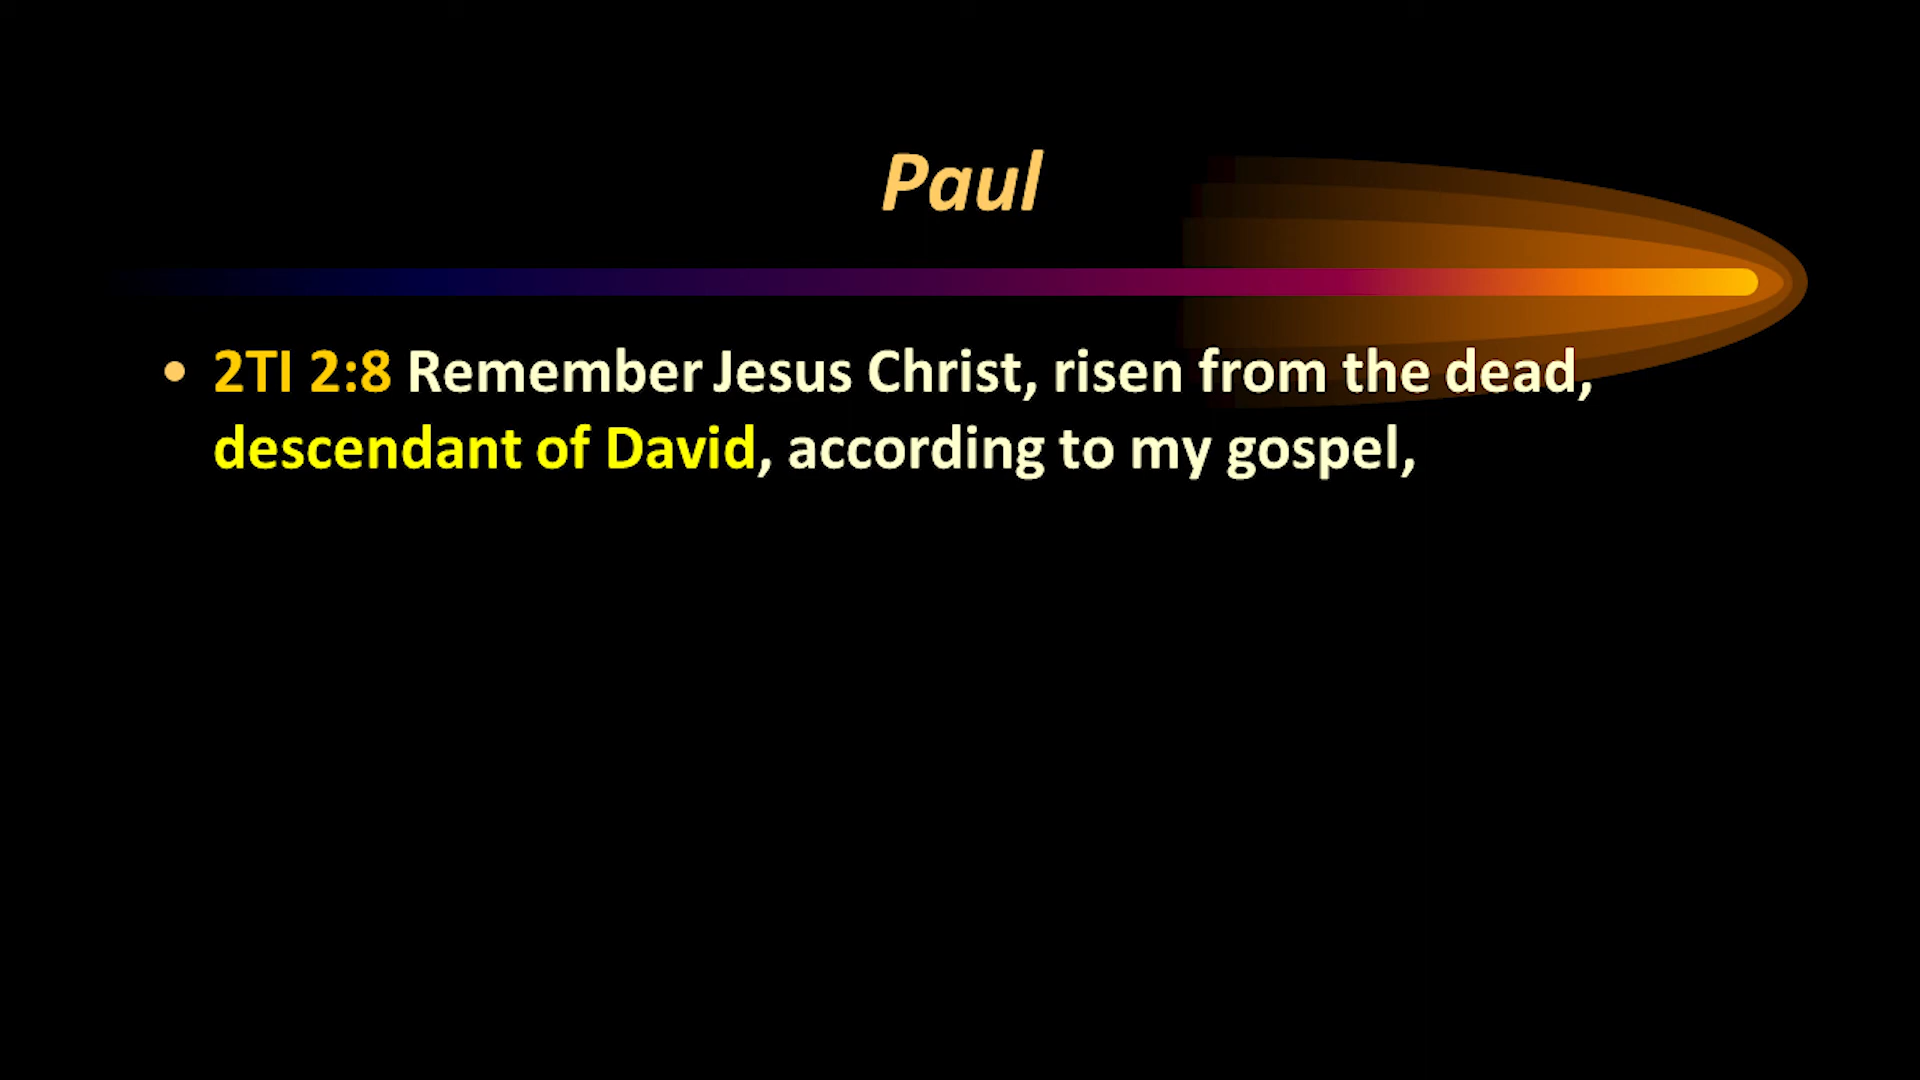 Paul
• 2TI 2:8 Remember Jesus Christ, risen from the dead,
descendant of David, according to my gospel,